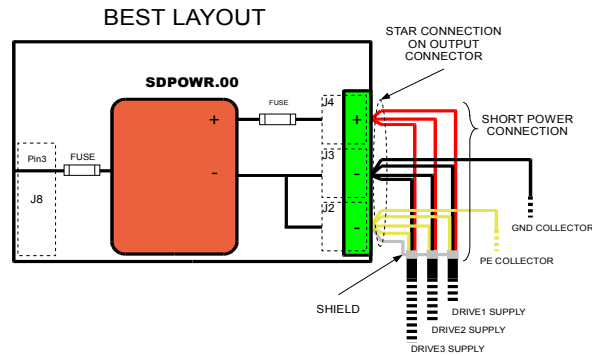 BEST LAYOUT
STAR CONNECTION
ON OUTPUT
CONNECTOR
SDPOWR.00
J4
FUSE
+
+
SHORT POWER
CONNECTION
Pin3
FUSE
J3
-
-
J8
J2
-
GND COLLECTOR
PE COLLECTOR
SHIELD
DRIVE1 SUPPLY
DRIVE2 SUPPLY
DRIVE3 SUPPLY